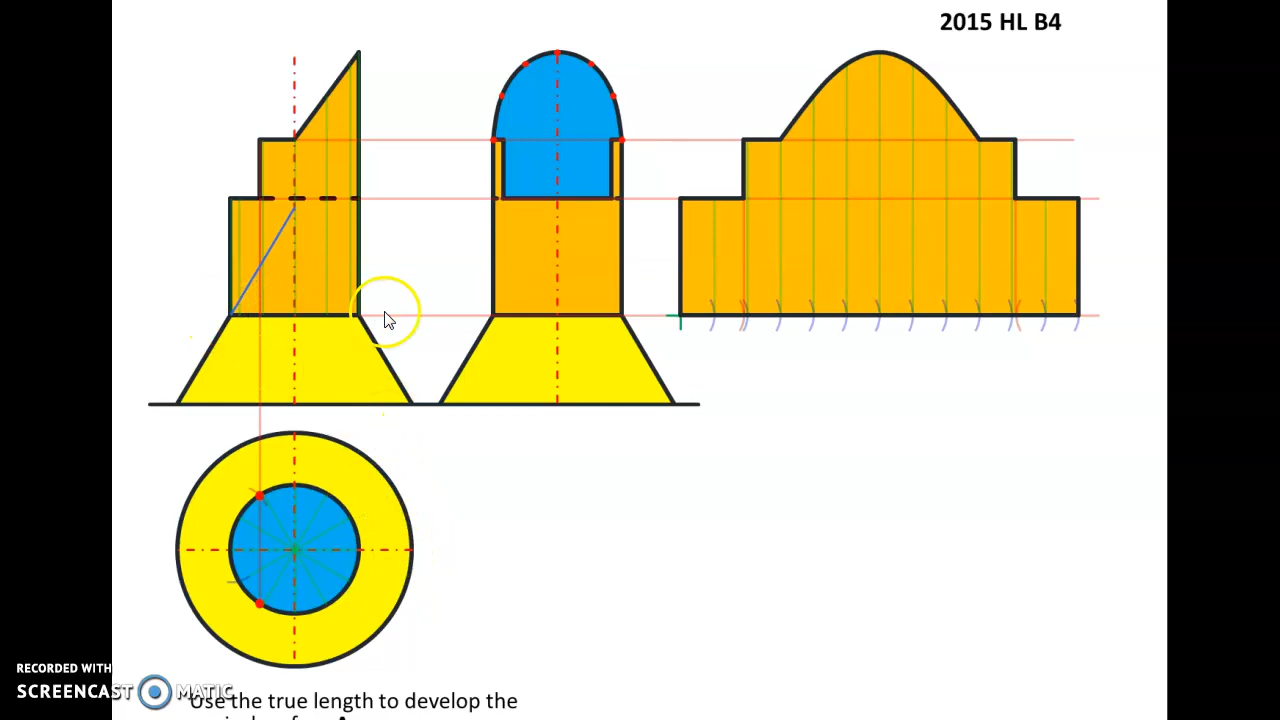 2015 HL B4
RECORDED WITH
SCREENCAST MATIC
Use the true length to develop the